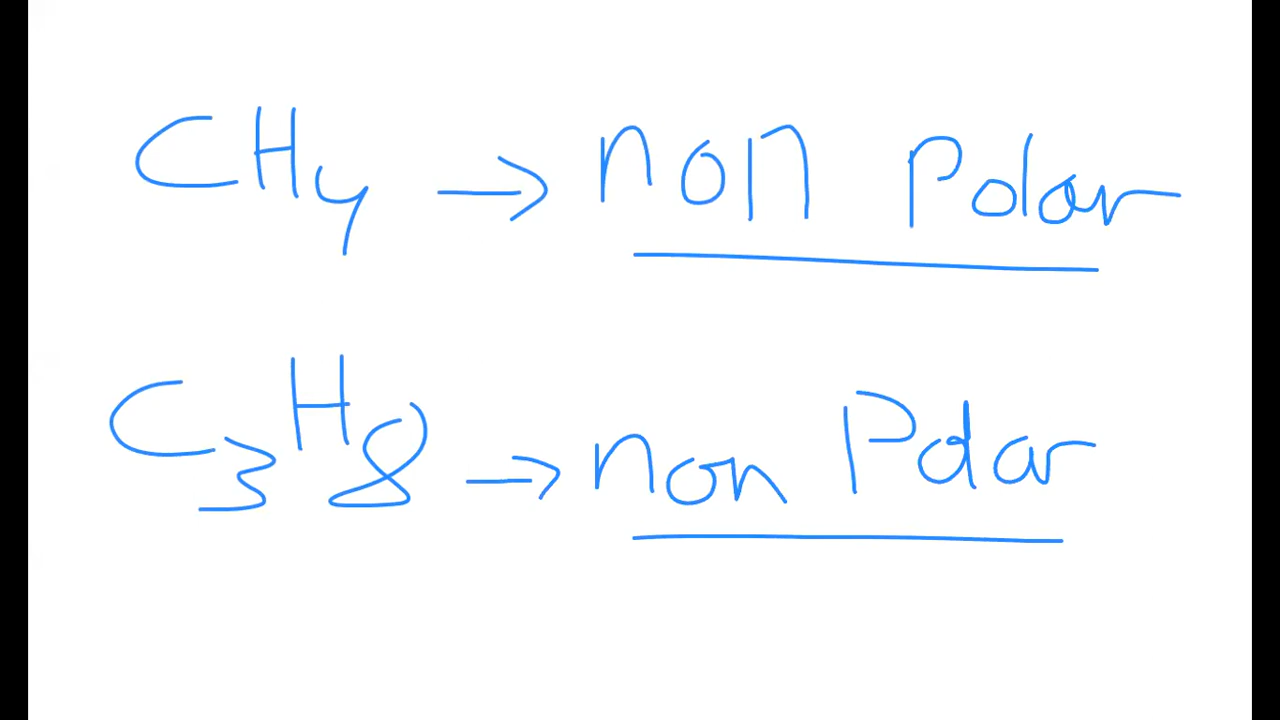 CH4 → non Polar
C3H8 → non Polar